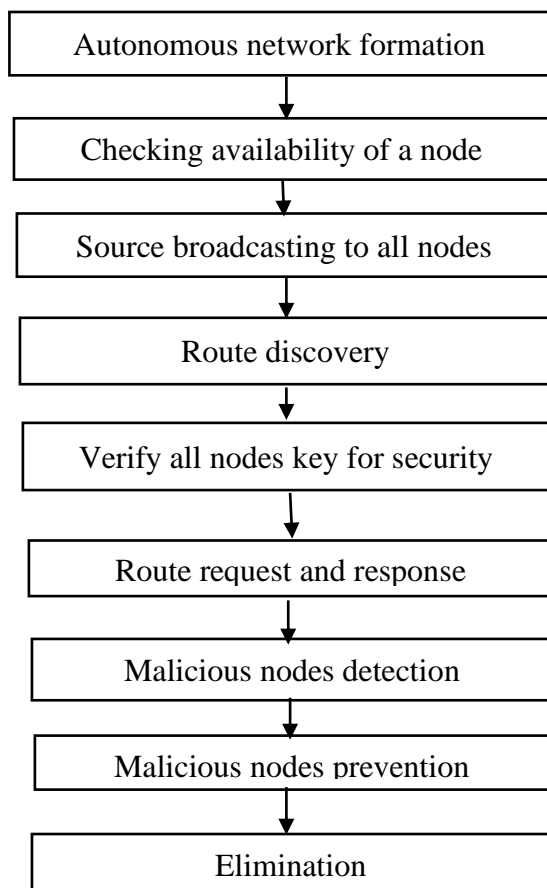 Autonomous network formation
Checking availability of a node
Source broadcasting to all nodes
Route discovery
Verify all nodes key for security
Route request and response
Malicious nodes detection
Malicious nodes prevention
Elimination